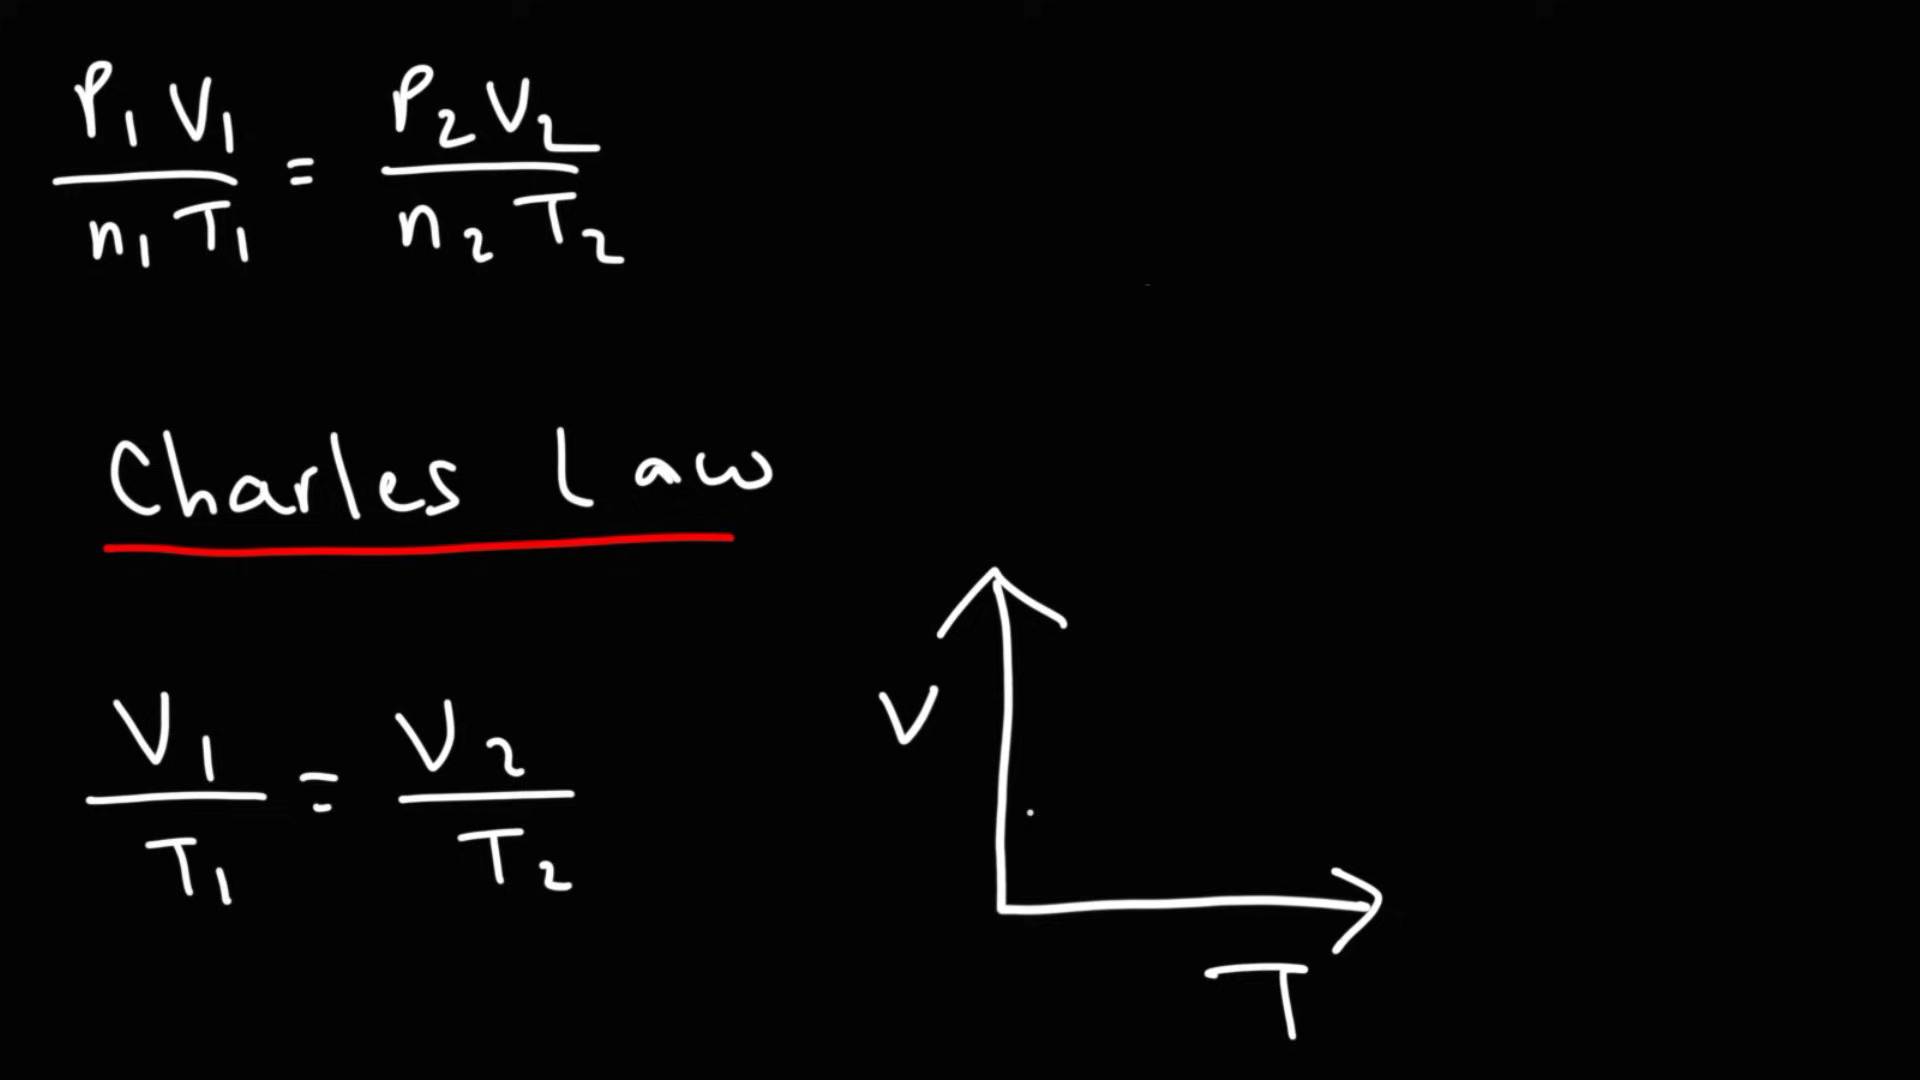 P₁V₁ / n₁T₁ = P₂V₂ / n₂T₂
Charles Law
V₁ / T₁ = V₂ / T₂
V
T